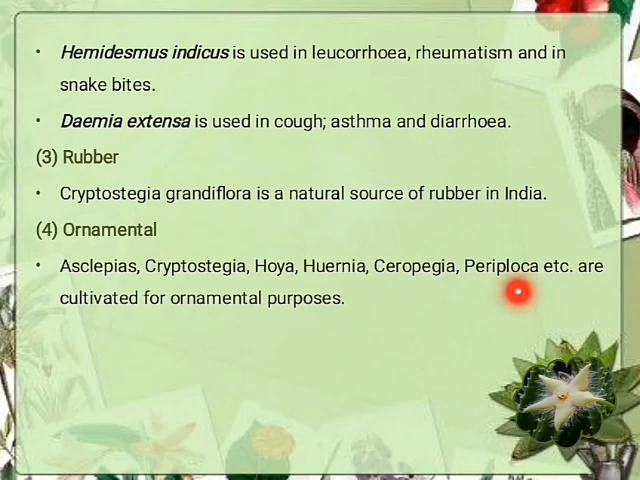 • Hemidesmus indicus is used in leucorrhoea, rheumatism and in
snake bites.
• Daemia extensa is used in cough; asthma and diarrhoea.
(3) Rubber
• Cryptostegia grandiflora is a natural source of rubber in India.
(4) Ornamental
• Asclepias, Cryptostegia, Hoya, Huernia, Ceropegia, Periploca etc. are
cultivated for ornamental purposes.